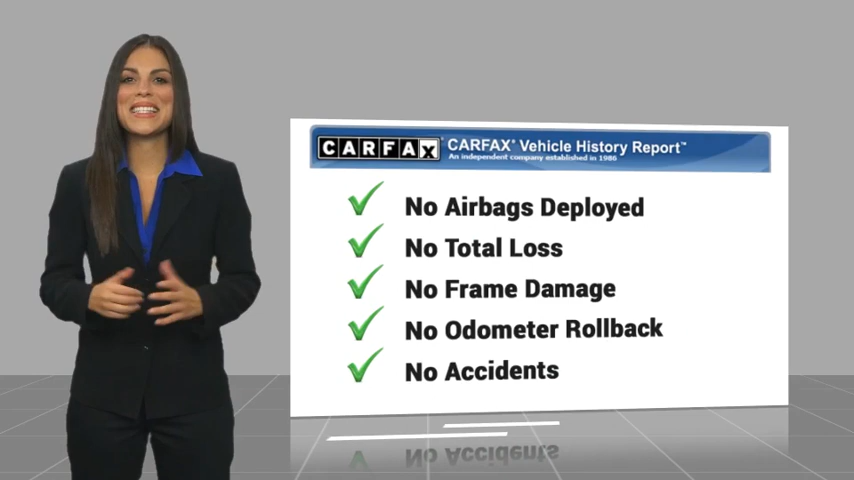 CARFAX CARFAX® Vehicle History Report™
An independent company established in 1986
No Airbags Deployed
No Total Loss
No Frame Damage
No Odometer Rollback
No Accidents
No Accidents